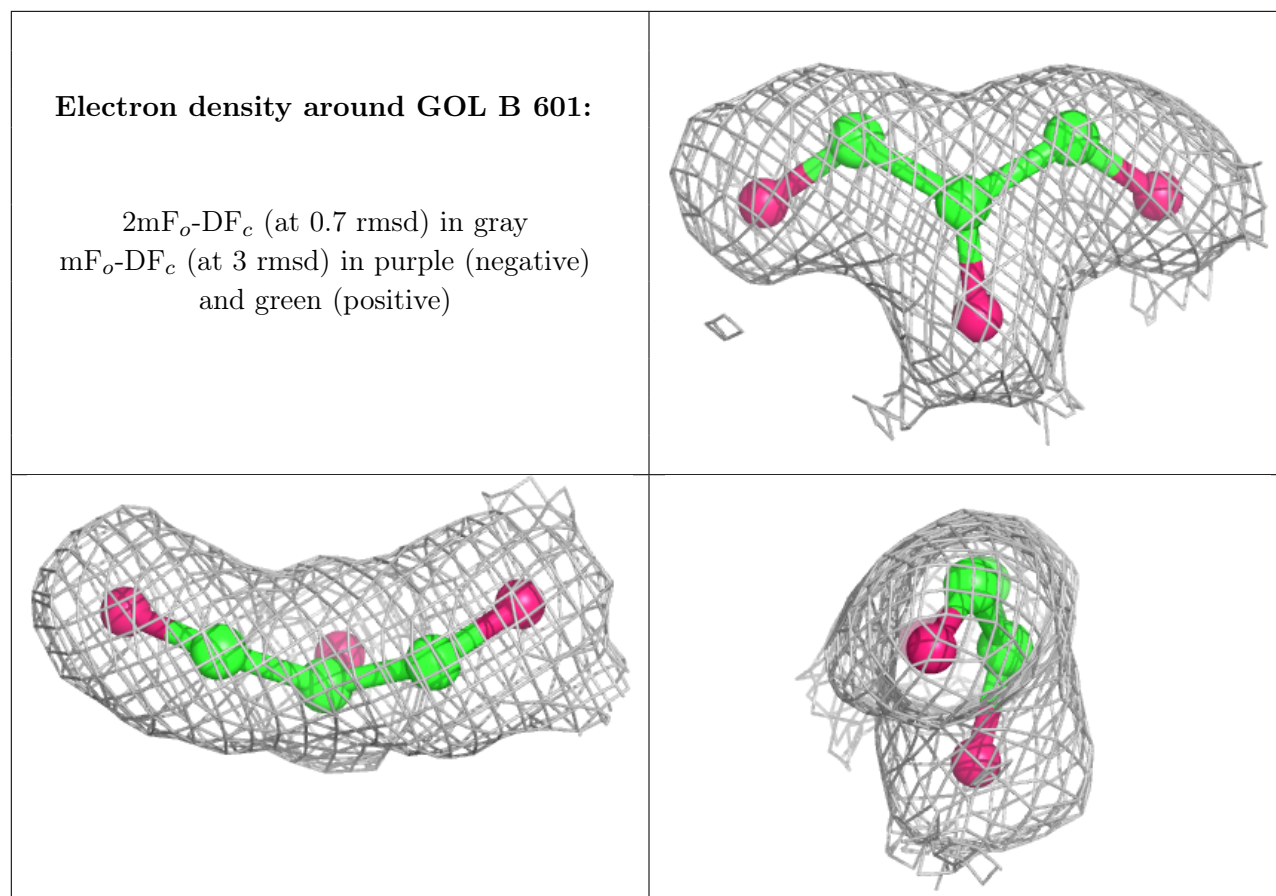 Electron density around GOL B 601:
2mFₒ-DF𝒸 (at 0.7 rmsd) in gray
mFₒ-DF𝒸 (at 3 rmsd) in purple (negative)
and green (positive)